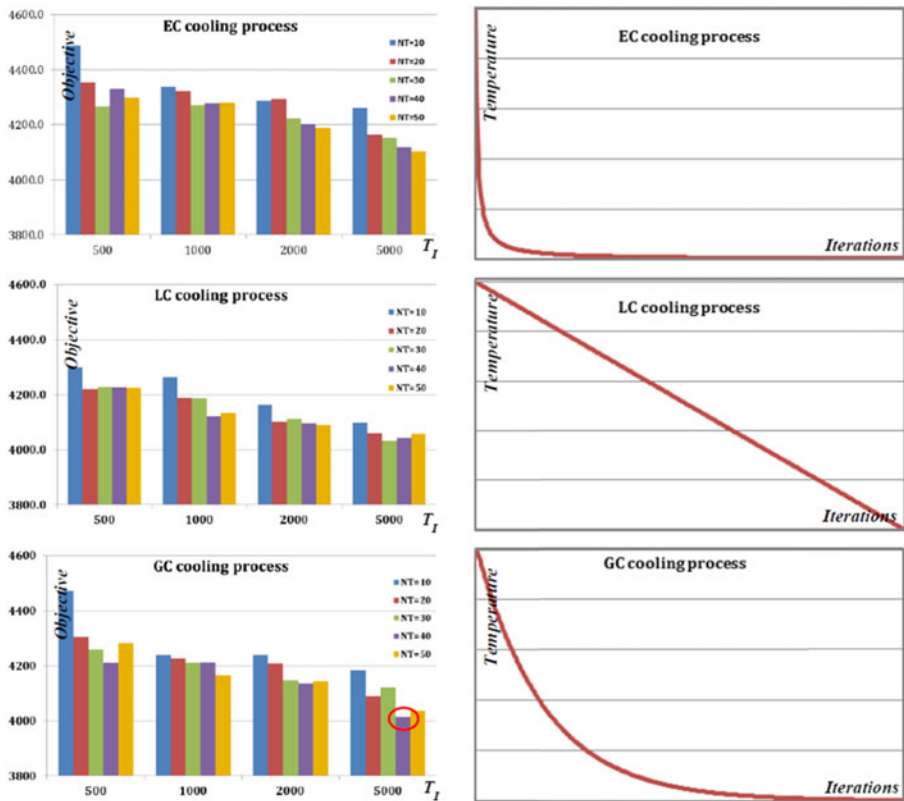 EC cooling process
4600.0
4400.0
4200.0
4000.0
3800.0
Objective
NT=10
NT=20
NT=30
NT=40
NT=50
500
1000
2000
5000
T_I
EC cooling process
Temperature
Iterations
LC cooling process
4600.0
4400.0
4200.0
4000.0
3800.0
Objective
NT=10
NT=20
NT=30
NT=40
NT=50
500
1000
2000
5000
T_I
LC cooling process
Temperature
Iterations
GC cooling process
4600
4400
4200
4000
3800
Objective
NT=10
NT=20
NT=30
NT=40
NT=50
500
1000
2000
5000
T_I
GC cooling process
Temperature
Iterations